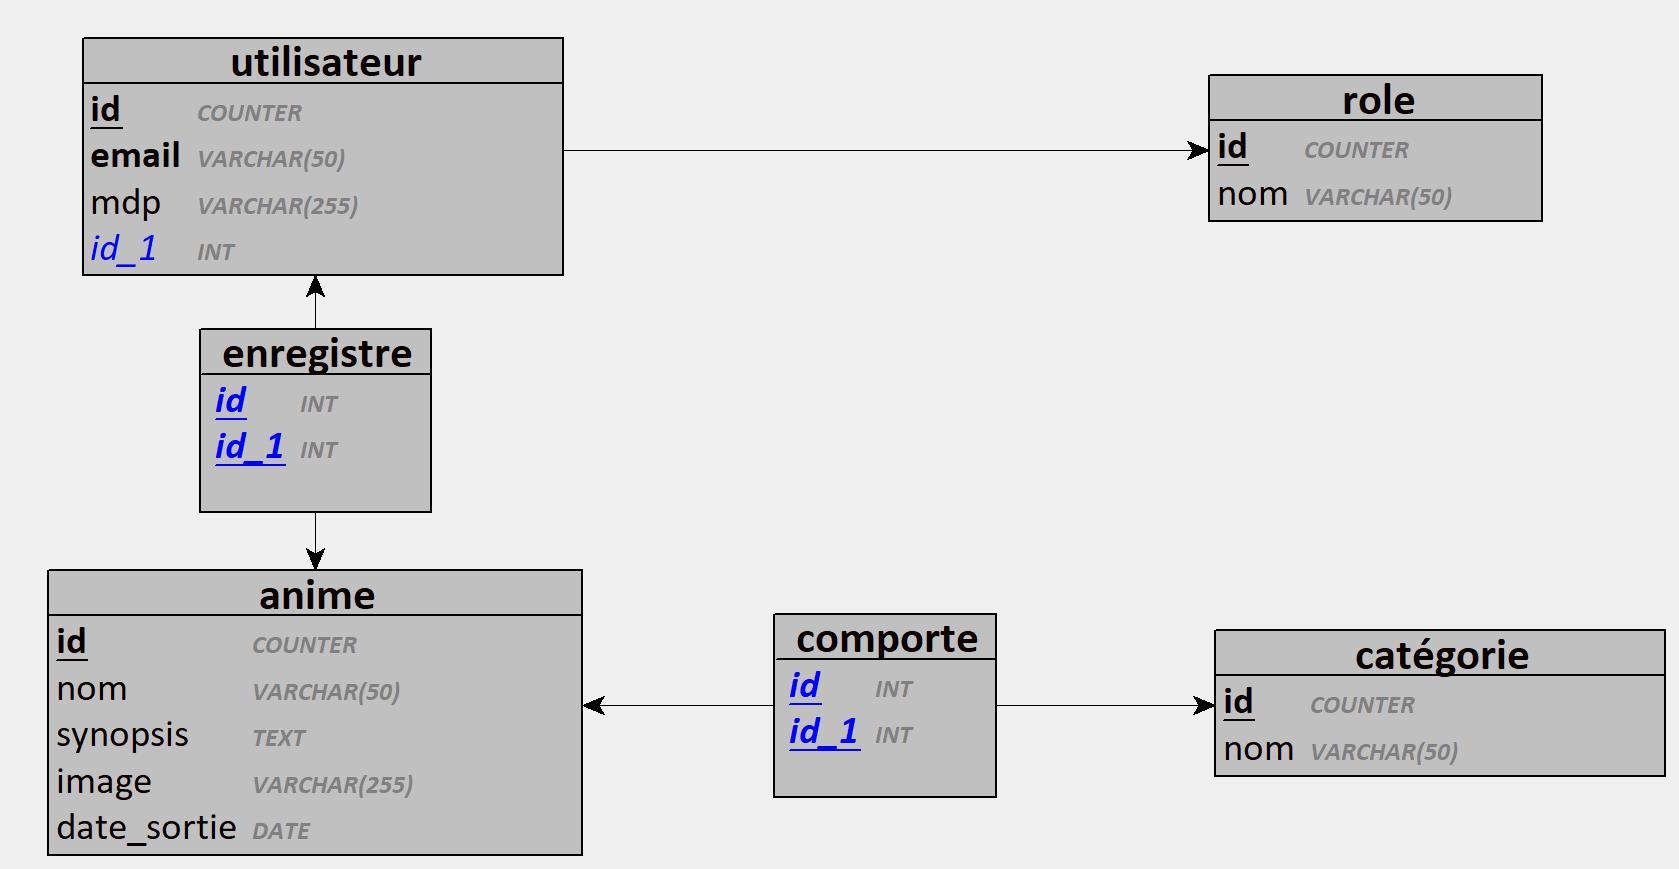 utilisateur
id COUNTER
email VARCHAR(50)
mdp VARCHAR(255)
id_1 INT
role
id COUNTER
nom VARCHAR(50)
enregistre
id INT
id_1 INT
anime
id COUNTER
nom VARCHAR(50)
synopsis TEXT
image VARCHAR(255)
date_sortie DATE
comporte
id INT
id_1 INT
catégorie
id COUNTER
nom VARCHAR(50)